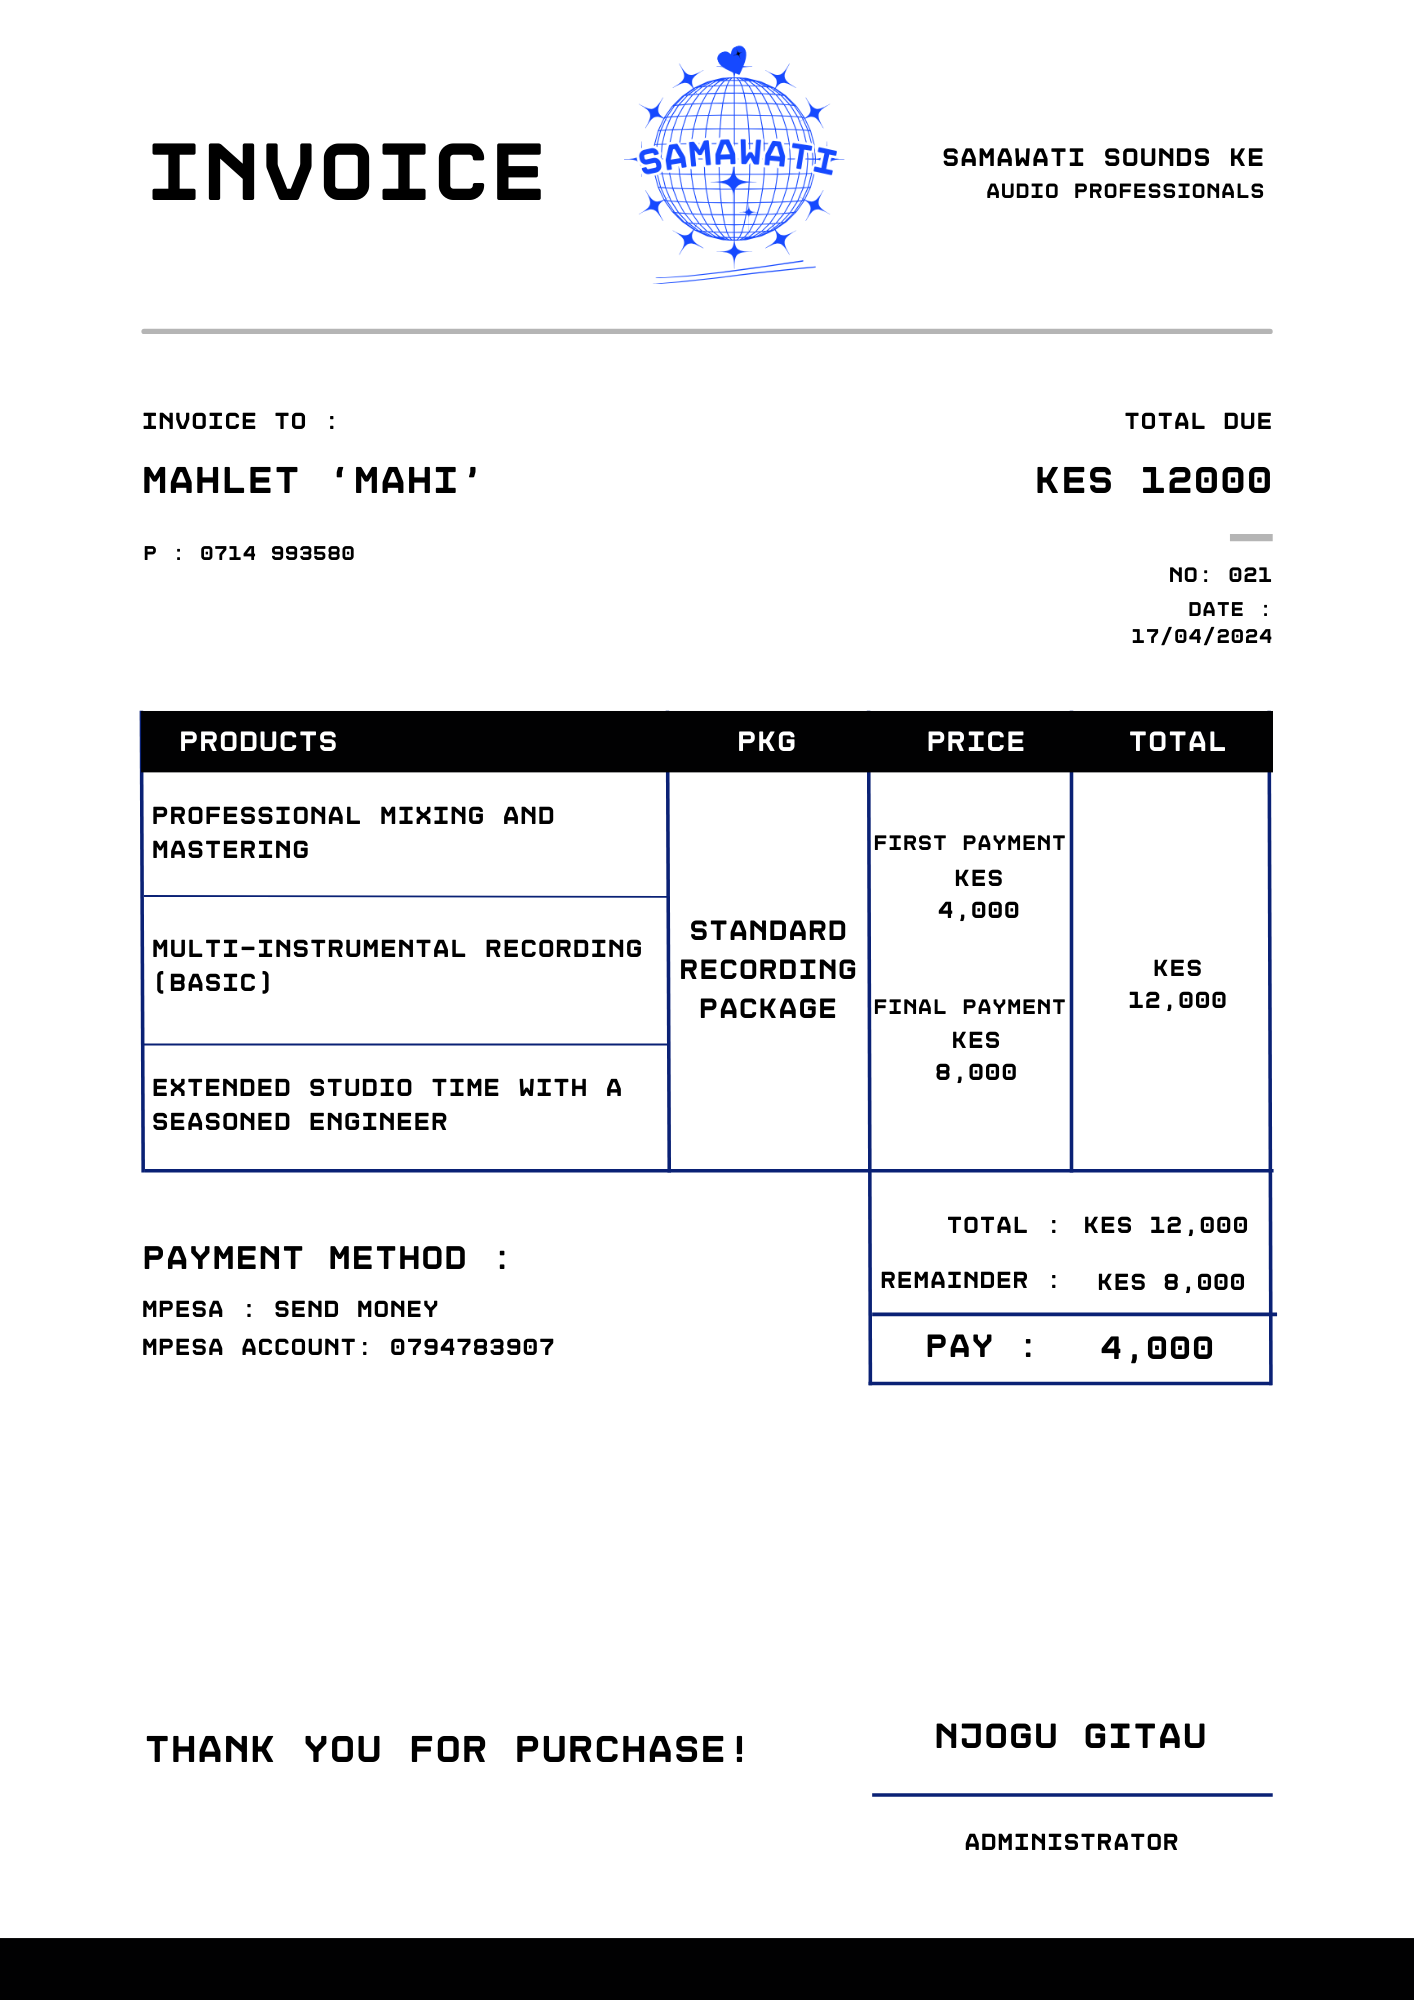 INVOICE
SAMAWATI
SAMAWATI SOUNDS KE
AUDIO PROFESSIONALS
INVOICE TO :
MAHLET ‘MAHI’
P : 0714 993580
TOTAL DUE
KES 12000
NO: 021
DATE :
17/04/2024
PRODUCTS PKG PRICE TOTAL
PROFESSIONAL MIXING AND
MASTERING
MULTI-INSTRUMENTAL RECORDING
(BASIC)
EXTENDED STUDIO TIME WITH A
SEASONED ENGINEER
STANDARD
RECORDING
PACKAGE
FIRST PAYMENT
KES
4,000
FINAL PAYMENT
KES
8,000
KES
12,000
TOTAL : KES 12,000
REMAINDER : KES 8,000
PAY : 4,000
PAYMENT METHOD :
MPESA : SEND MONEY
MPESA ACCOUNT: 0794783907
THANK YOU FOR PURCHASE!
NJOGU GITAU
ADMINISTRATOR